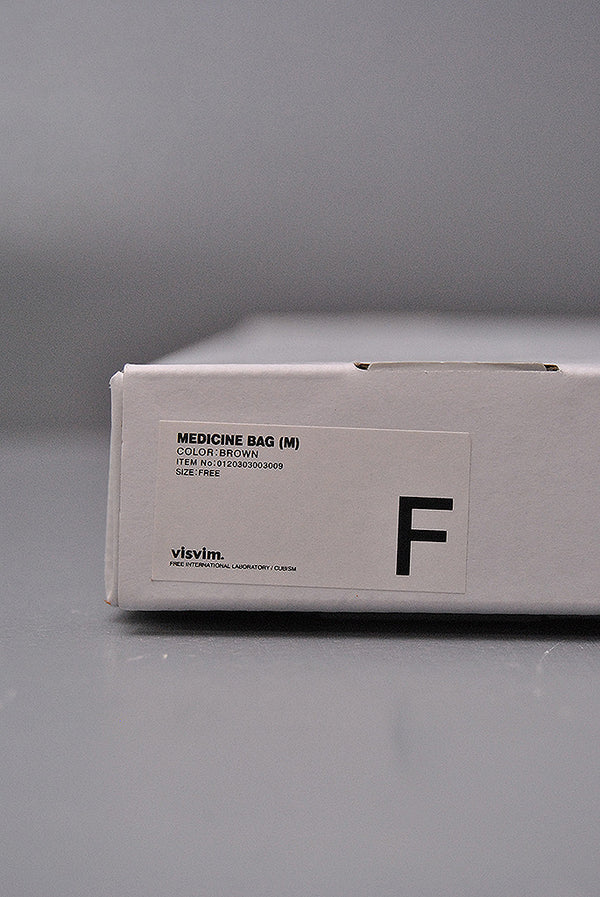 MEDICINE BAG (M)
COLOR:BROWN
ITEM No:0120303003009
SIZE:FREE
F
visvim.
FREE INTERNATIONAL LABORATORY / CUBISM